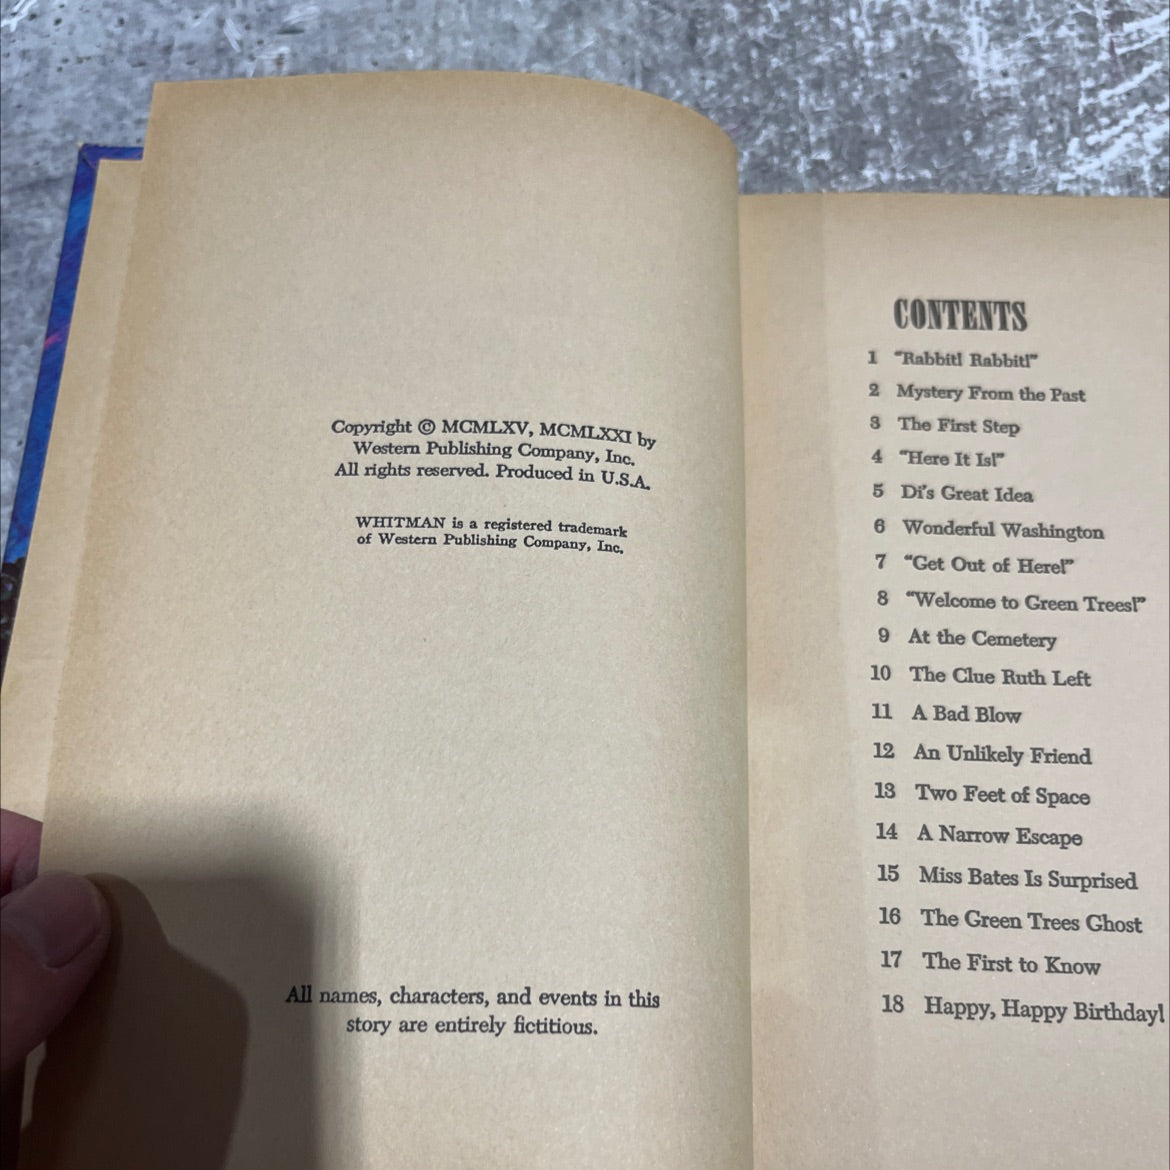 Copyright © MCMLXV, MCMLXXI by
Western Publishing Company, Inc.
All rights reserved. Produced in U.S.A.
WHITMAN is a registered trademark
of Western Publishing Company, Inc.
All names, characters, and events in this
story are entirely fictitious.
CONTENTS
1 "Rabbit! Rabbit!"
2 Mystery From the Past
3 The First Step
4 "Here It Is!"
5 Di's Great Idea
6 Wonderful Washington
7 "Get Out of Here!"
8 "Welcome to Green Trees!"
9 At the Cemetery
10 The Clue Ruth Left
11 A Bad Blow
12 An Unlikely Friend
13 Two Feet of Space
14 A Narrow Escape
15 Miss Bates Is Surprised
16 The Green Trees Ghost
17 The First to Know
18 Happy, Happy Birthday!